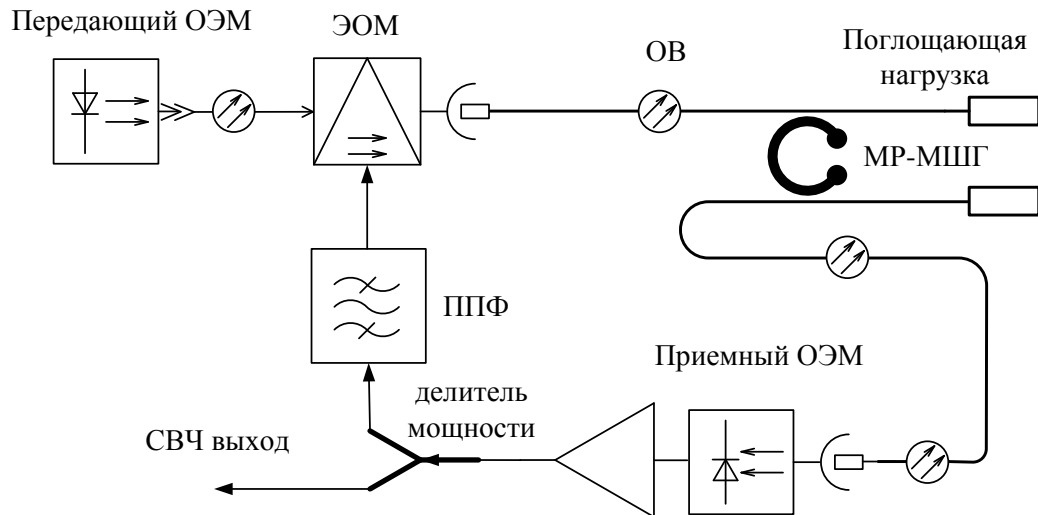 Передающий ОЭМ
ЭОМ
ОВ
Поглощающая
нагрузка
МР-МШГ
ППФ
Приемный ОЭМ
делитель
мощности
СВЧ выход